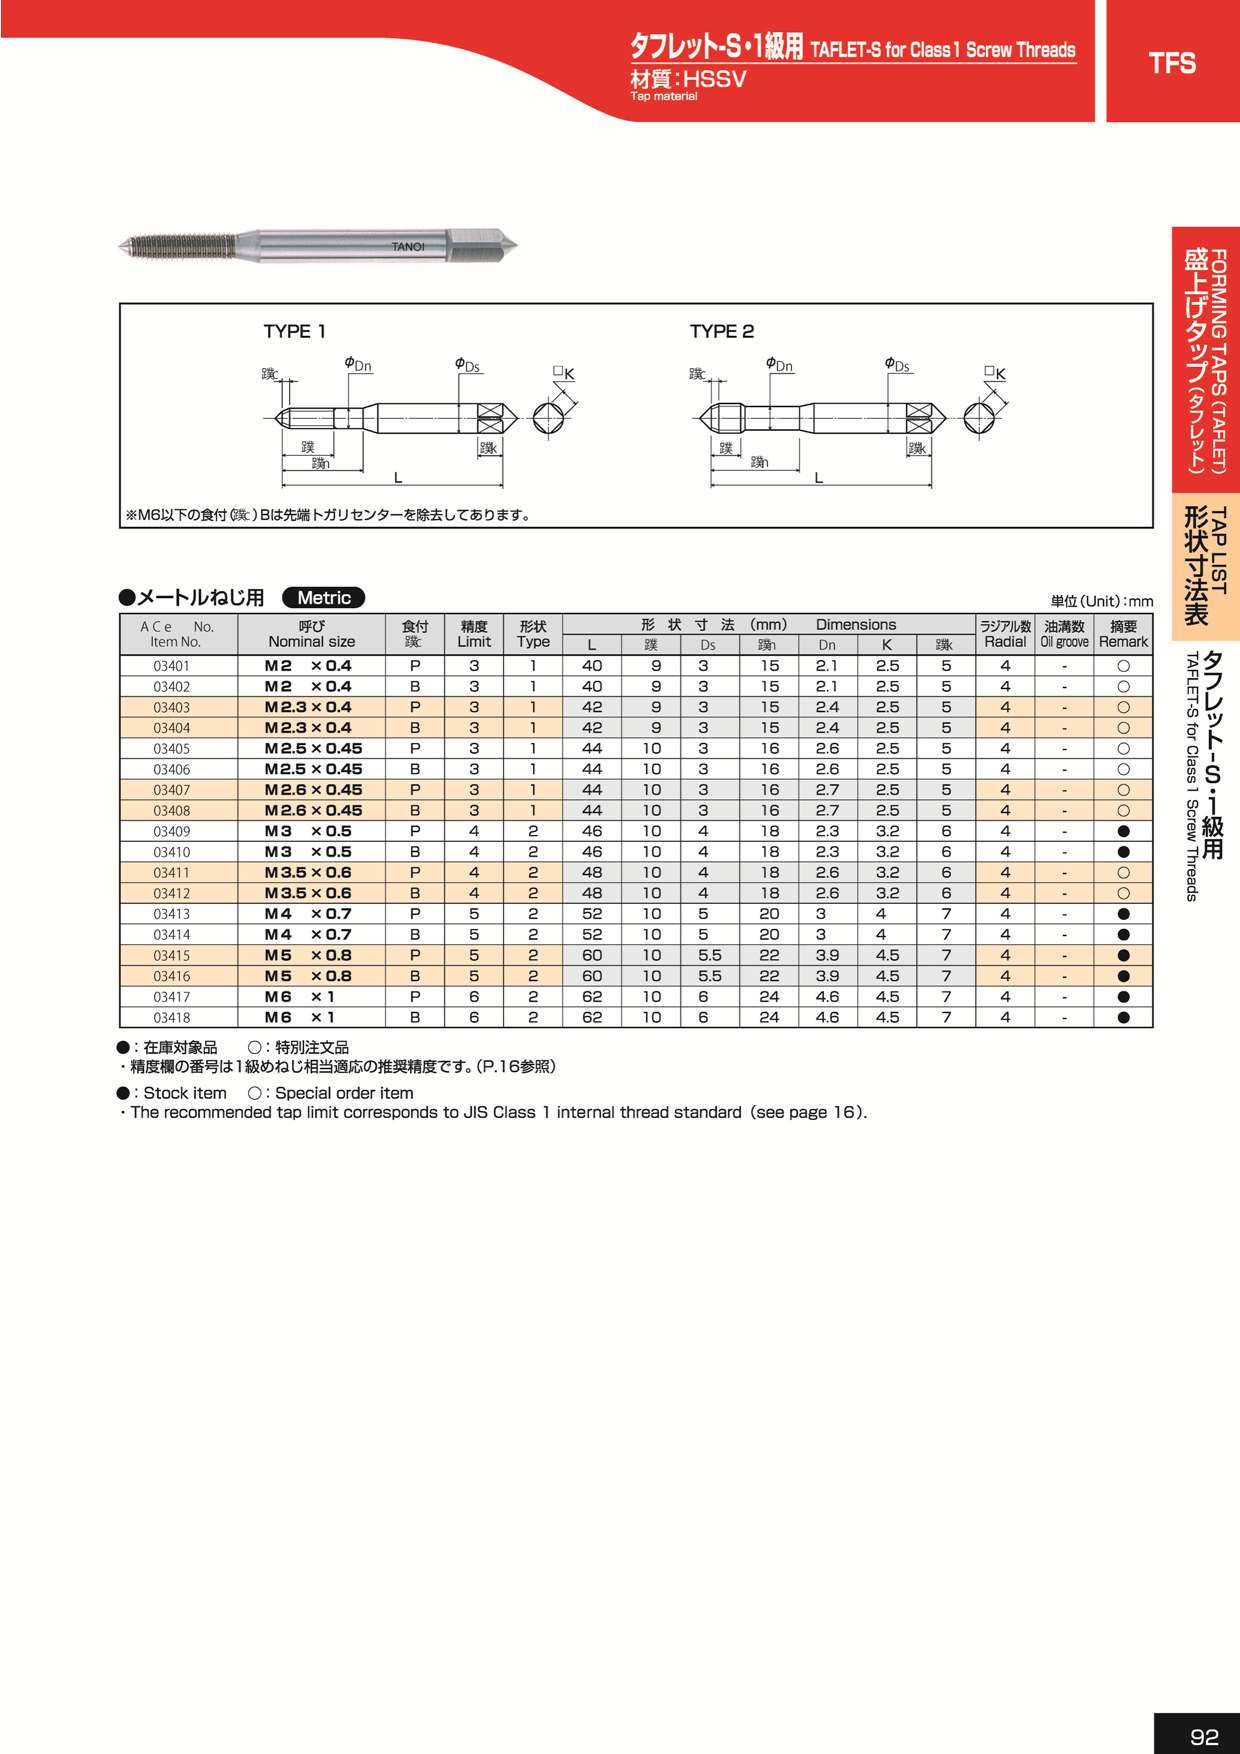 タフレット-S・1級用 TAFLET-S for Class1 Screw Threads
材質：HSSV
Tap material
TFS
TANOI
TYPE 1
TYPE 2
蹼c
φDn
φDs
□K
蹼
蹼n
蹼k
L
蹼c
φDn
φDs
□K
蹼
蹼n
蹼k
L
※M6以下の食付（蹼c）Bは先端トガリセンターを除去してあります。
●メートルねじ用 Metric
単位（Unit）：mm
ACe No. 呼び 食付 精度 形状 形状寸法（mm） Dimensions ラジアル数 油溝数 摘要
Item No. Nominal size 蹼c Limit Type L 蹼 Ds 蹼n Dn K 蹼k Radial Oil groove Remark
03401 M2 ×0.4 P 3 1 40 9 3 15 2.1 2.5 5 4 - ○
03402 M2 ×0.4 B 3 1 40 9 3 15 2.1 2.5 5 4 - ○
03403 M2.3×0.4 P 3 1 42 9 3 15 2.4 2.5 5 4 - ○
03404 M2.3×0.4 B 3 1 42 9 3 15 2.4 2.5 5 4 - ○
03405 M2.5×0.45 P 3 1 44 10 3 16 2.6 2.5 5 4 - ○
03406 M2.5×0.45 B 3 1 44 10 3 16 2.6 2.5 5 4 - ○
03407 M2.6×0.45 P 3 1 44 10 3 16 2.7 2.5 5 4 - ○
03408 M2.6×0.45 B 3 1 44 10 3 16 2.7 2.5 5 4 - ○
03409 M3 ×0.5 P 4 2 46 10 4 18 2.3 3.2 6 4 - ●
03410 M3 ×0.5 B 4 2 46 10 4 18 2.3 3.2 6 4 - ●
03411 M3.5×0.6 P 4 2 48 10 4 18 2.6 3.2 6 4 - ○
03412 M3.5×0.6 B 4 2 48 10 4 18 2.6 3.2 6 4 - ○
03413 M4 ×0.7 P 5 2 52 10 5 20 3 4 7 4 - ●
03414 M4 ×0.7 B 5 2 52 10 5 20 3 4 7 4 - ●
03415 M5 ×0.8 P 5 2 60 10 5.5 22 3.9 4.5 7 4 - ●
03416 M5 ×0.8 B 5 2 60 10 5.5 22 3.9 4.5 7 4 - ●
03417 M6 ×1 P 6 2 62 10 6 24 4.6 4.5 7 4 - ●
03418 M6 ×1 B 6 2 62 10 6 24 4.6 4.5 7 4 - ●
●：在庫対象品 ○：特別注文品
・精度欄の番号は1級めねじ相当適応の推奨精度です。（P.16参照）
●：Stock item ○：Special order item
・The recommended tap limit corresponds to JIS Class 1 internal thread standard（see page 16）.
FORMING TAPS（TAFLET）
盛上げタップ（タフレット）
TAP LIST
形状寸法表
タフレット-S・1級用
TAFLET-S for Class1 Screw Threads
92